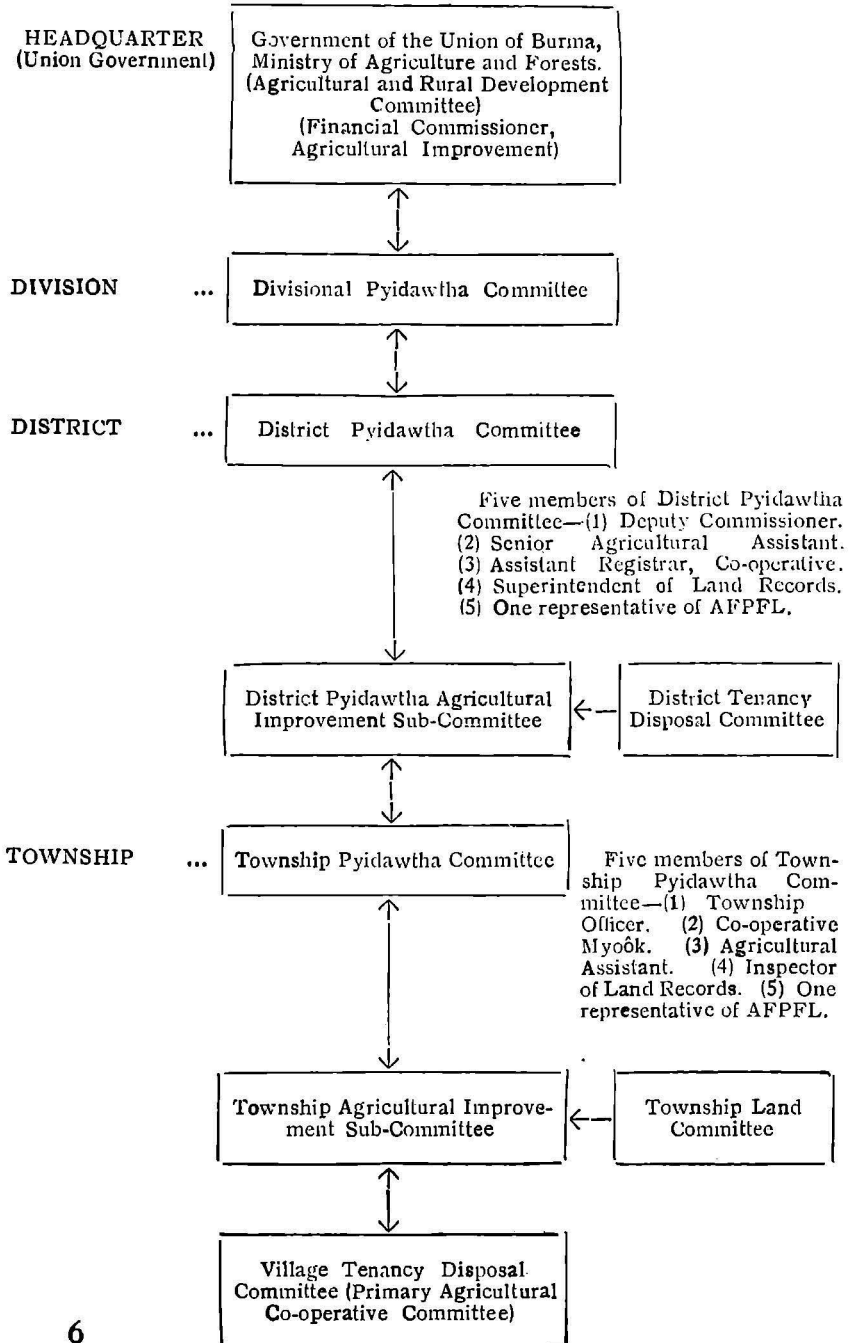 HEADQUARTER
(Union Government)
Government of the Union of Burma,
Ministry of Agriculture and Forests.
(Agricultural and Rural Development
Committee)
(Financial Commissioner,
Agricultural Improvement)
DIVISION ...
Divisional Pyidawtha Committee
DISTRICT ...
District Pyidawtha Committee
Five members of District Pyidawtha
Committee—(1) Deputy Commissioner.
(2) Senior Agricultural Assistant.
(3) Assistant Registrar, Co-operative.
(4) Superintendent of Land Records.
(5) One representative of AFPFL.
District Pyidawtha Agricultural
Improvement Sub-Committee
District Tenancy
Disposal Committee
TOWNSHIP ...
Township Pyidawtha Committee
Five members of Town-
ship Pyidawtha Com-
mittee—(1) Township
Officer. (2) Co-operative
Myoôk. (3) Agricultural
Assistant. (4) Inspector
of Land Records. (5) One
representative of AFPFL.
Township Agricultural Improve-
ment Sub-Committee
Township Land
Committee
Village Tenancy Disposal
Committee (Primary Agricultural
Co-operative Committee)
6